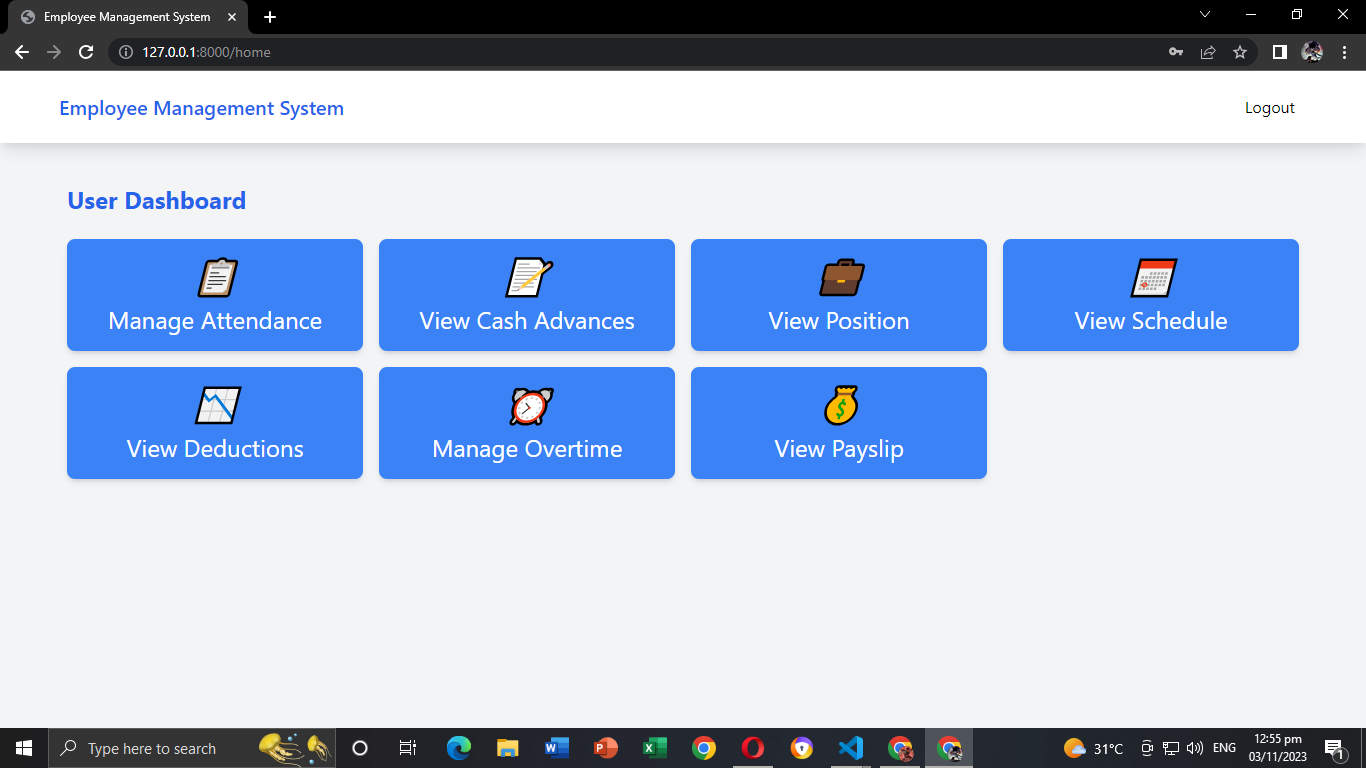 Employee Management System
127.0.0.1:8000/home
Employee Management System
Logout
User Dashboard
Manage Attendance
View Cash Advances
View Position
View Schedule
View Deductions
Manage Overtime
View Payslip
Type here to search
31°C
ENG
12:55 pm
03/11/2023
1